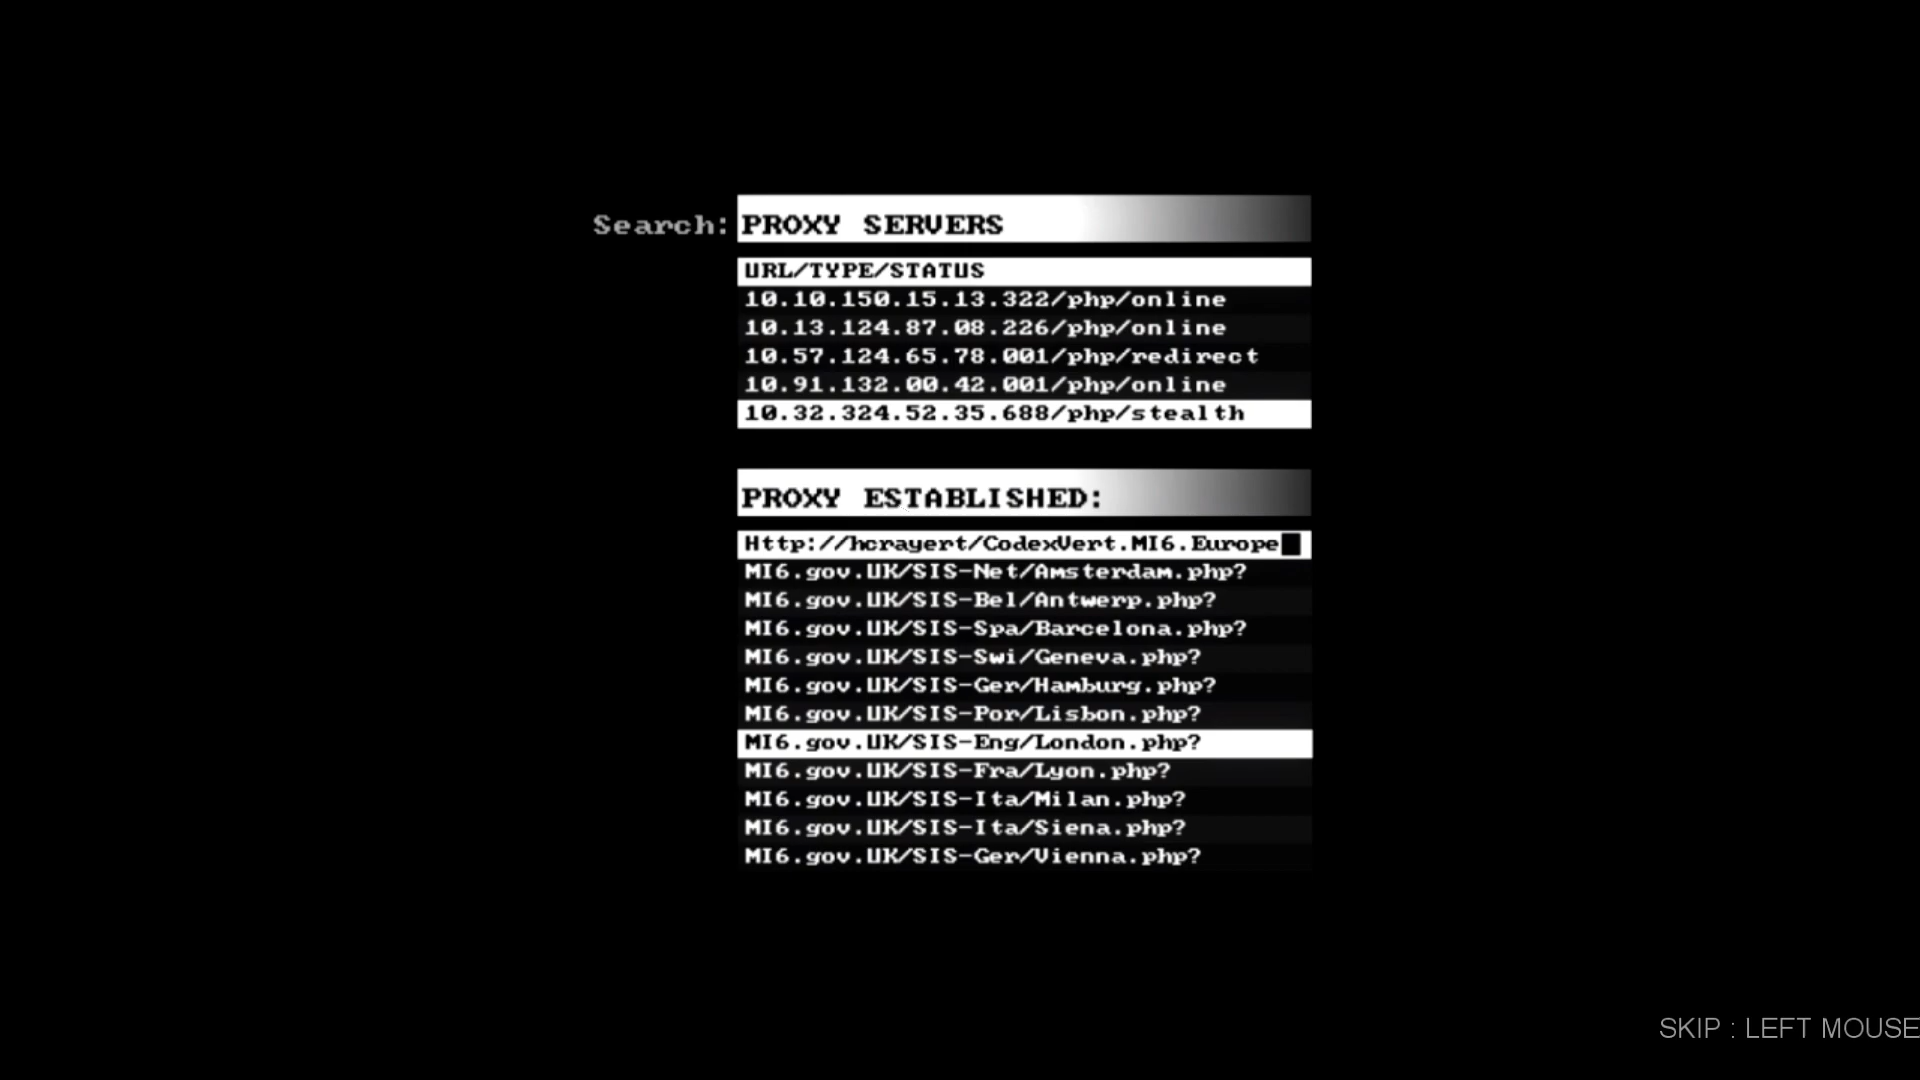 Search: PROXY SERVERS
URL/TYPE/STATUS
10.10.150.15.13.322/php/online
10.13.124.87.08.226/php/online
10.57.124.65.78.001/php/redirect
10.91.132.00.42.001/php/online
10.32.324.52.35.688/php/stealth
PROXY ESTABLISHED:
Http://hcrayert/CodexVert.MI6.Europe
MI6.gov.UK/SIS-Net/Amsterdam.php?
MI6.gov.UK/SIS-Bel/Antwerp.php?
MI6.gov.UK/SIS-Spa/Barcelona.php?
MI6.gov.UK/SIS-Swi/Geneva.php?
MI6.gov.UK/SIS-Ger/Hamburg.php?
MI6.gov.UK/SIS-Por/Lisbon.php?
MI6.gov.UK/SIS-Eng/London.php?
MI6.gov.UK/SIS-Fra/Lyon.php?
MI6.gov.UK/SIS-Ita/Milan.php?
MI6.gov.UK/SIS-Ita/Siena.php?
MI6.gov.UK/SIS-Ger/Vienna.php?
SKIP : LEFT MOUSE